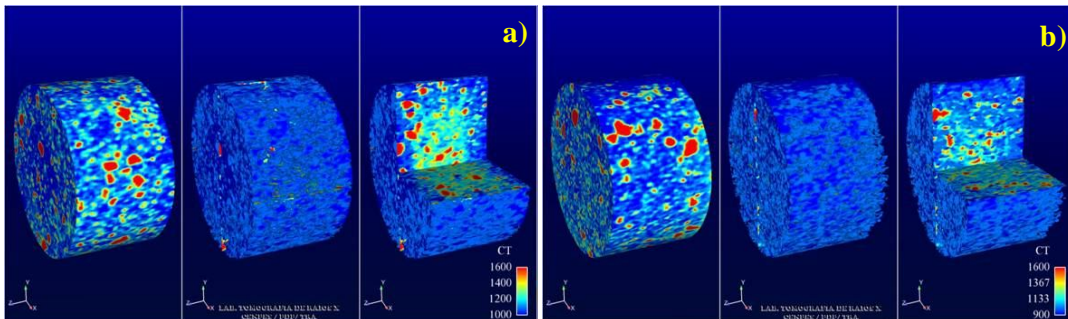 a)
CT
1600
1400
1200
1000
Y
X
Y
X
Y
X
LAB. TOMOGRAFIA DE RAIOS X
b)
CT
1600
1367
1133
900
Y
X
Y
X
Y
X
LAB. TOMOGRAFIA DE RAIOS X